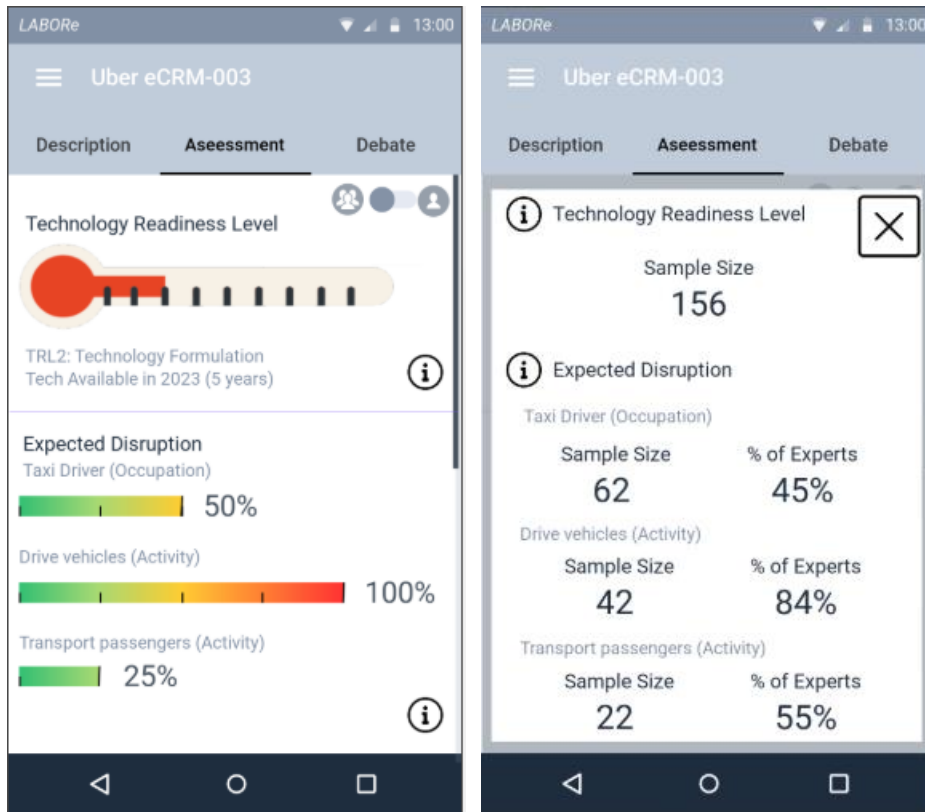 LABORe 13:00
Uber eCRM-003
Description Aseessment Debate
Technology Readiness Level
TRL2: Technology Formulation
Tech Available in 2023 (5 years)
i
Expected Disruption
Taxi Driver (Occupation)
50%
Drive vehicles (Activity)
100%
Transport passengers (Activity)
25%
i
LABORe 13:00
Uber eCRM-003
Description Aseessment Debate
i Technology Readiness Level
Sample Size
156
i Expected Disruption
Taxi Driver (Occupation)
Sample Size % of Experts
62 45%
Drive vehicles (Activity)
Sample Size % of Experts
42 84%
Transport passengers (Activity)
Sample Size % of Experts
22 55%